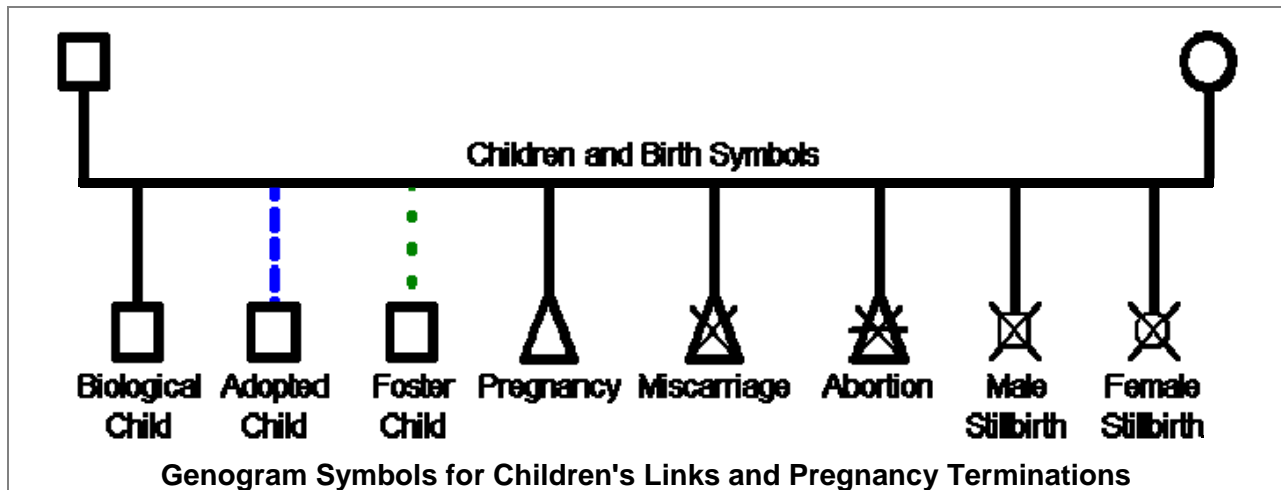 Children and Birth Symbols
Biological Child
Adopted Child
Foster Child
Pregnancy
Miscarriage
Abortion
Male Stillbirth
Female Stillbirth
Genogram Symbols for Children's Links and Pregnancy Terminations